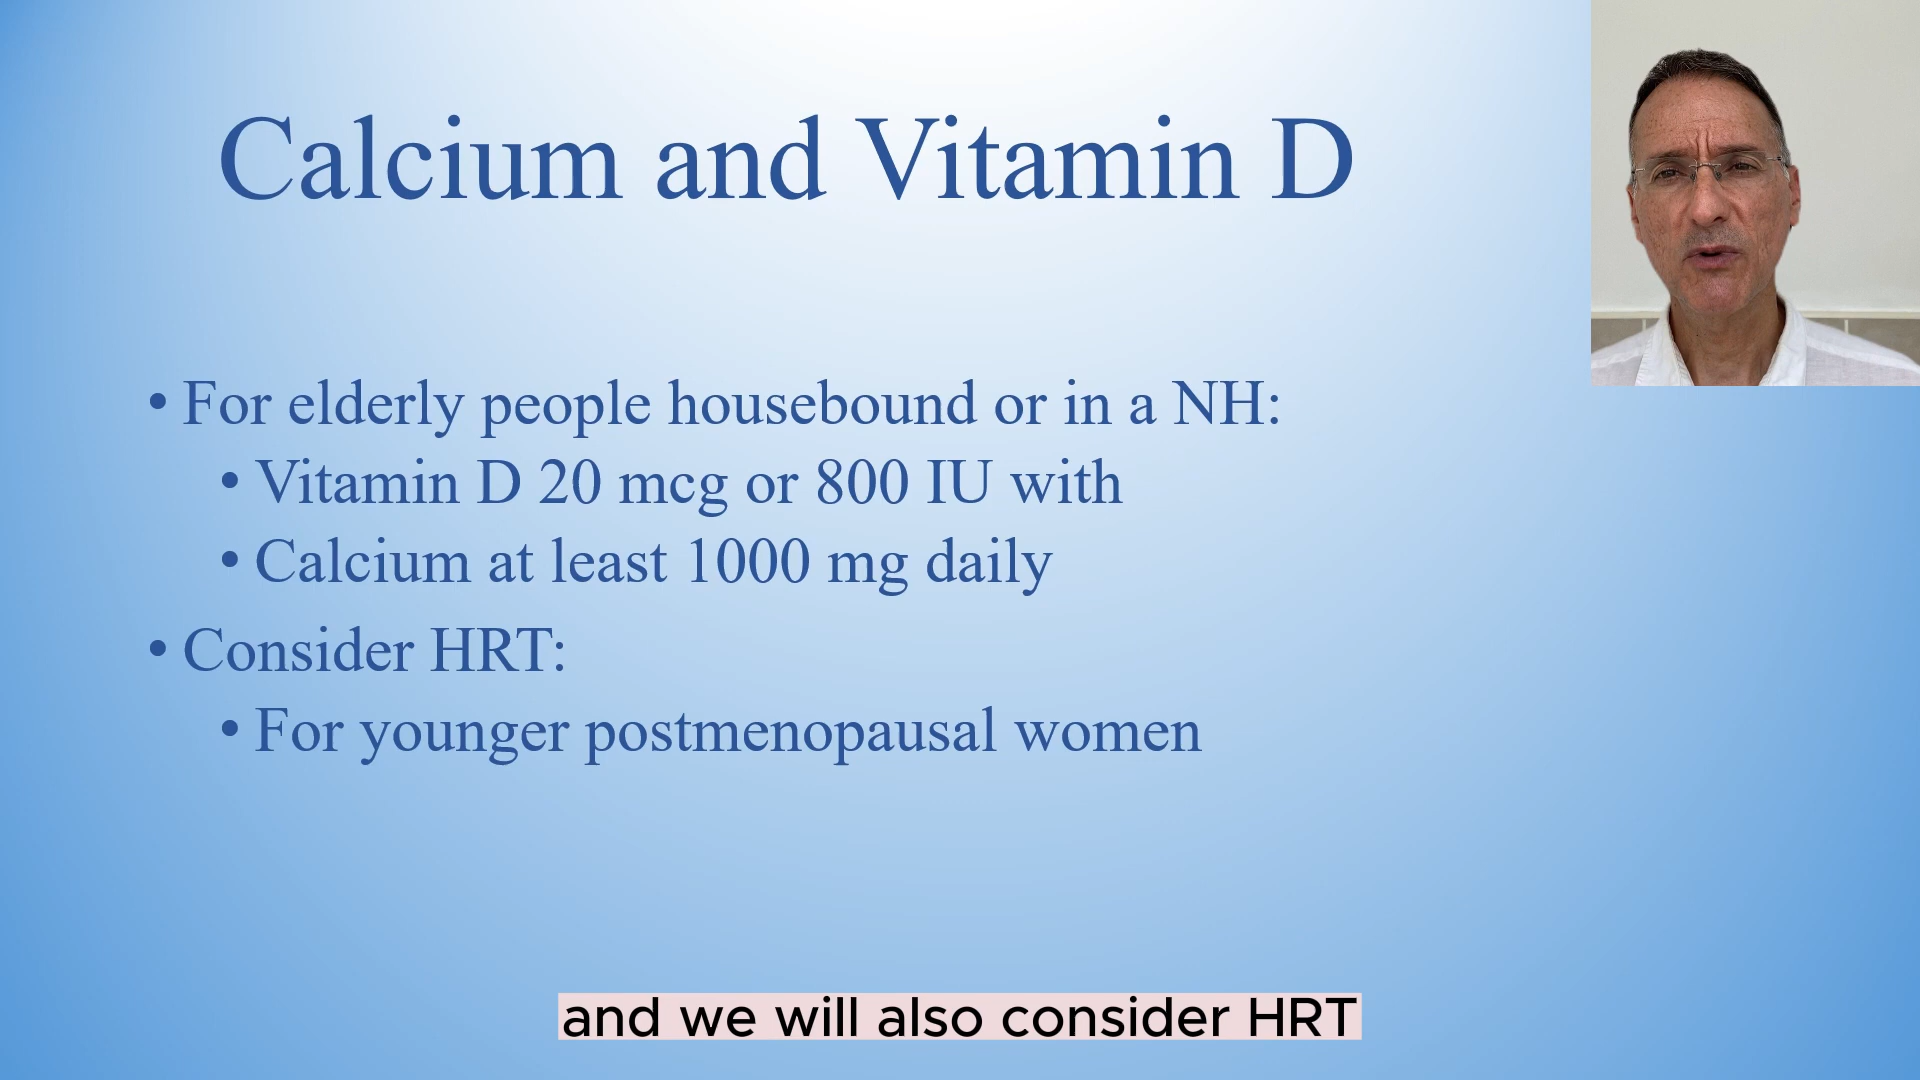 Calcium and Vitamin D
• For elderly people housebound or in a NH:
• Vitamin D 20 mcg or 800 IU with
• Calcium at least 1000 mg daily
• Consider HRT:
• For younger postmenopausal women
and we will also consider HRT